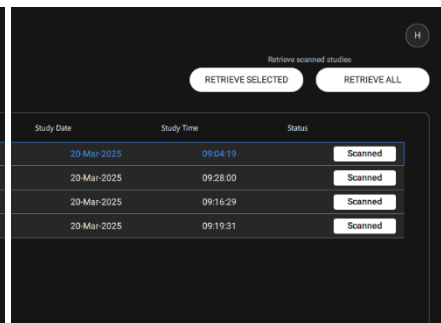 H
Retrieve scanned studies
RETRIEVE SELECTED RETRIEVE ALL
Study Date Study Time Status
20-Mar-2025 09:04:19 Scanned
20-Mar-2025 09:28:00 Scanned
20-Mar-2025 09:16:29 Scanned
20-Mar-2025 09:19:31 Scanned